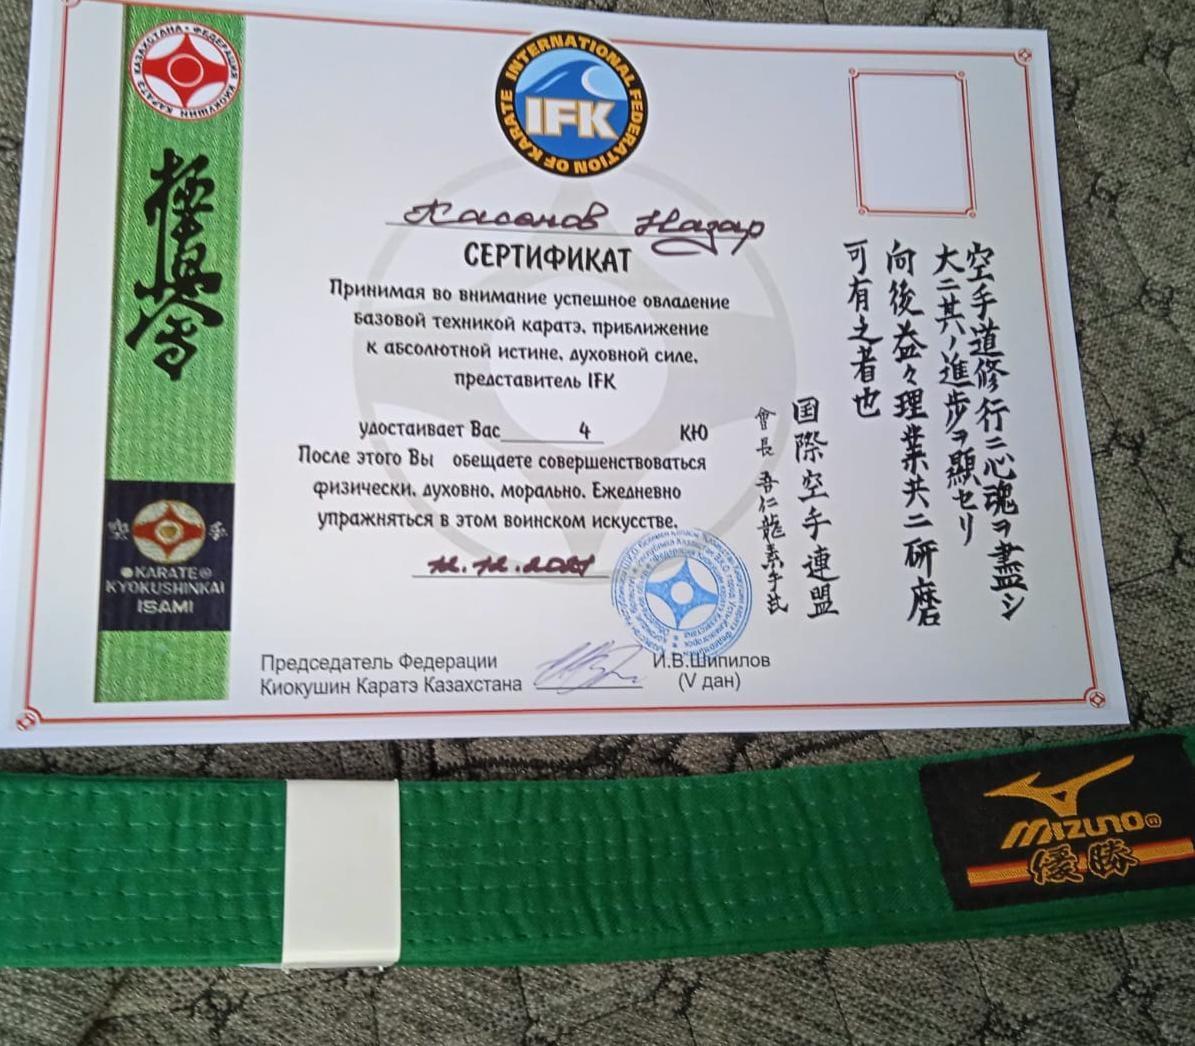 ФЕДЕРАЦИЯ КИОКУШИН КАРАТЭ КАЗАХСТАНА
極真会
KARATE
KYOKUSHINKAI
ISAMI
INTERNATIONAL FEDERATION OF KARATE
IFK
Хасанов Назар
СЕРТИФИКАТ
Принимая во внимание успешное овладение
базовой техникой каратэ, приближение
к абсолютной истине, духовной силе,
представитель IFK
удостаивает Вас 4 КЮ
После этого Вы обещаете совершенствоваться
физически, духовно, морально. Ежедневно
упражняться в этом воинском искусстве.
Председатель Федерации
Киокушин Каратэ Казахстана
И.В.Шипилов
(V дан)
空手道修行ニ心魂ヲ盡シ
大ニ其ノ進歩ヲ顯セリ
向後益々理業共ニ研磨
可有之者也
国際空手連盟
會長
MIZUNO®
優勝